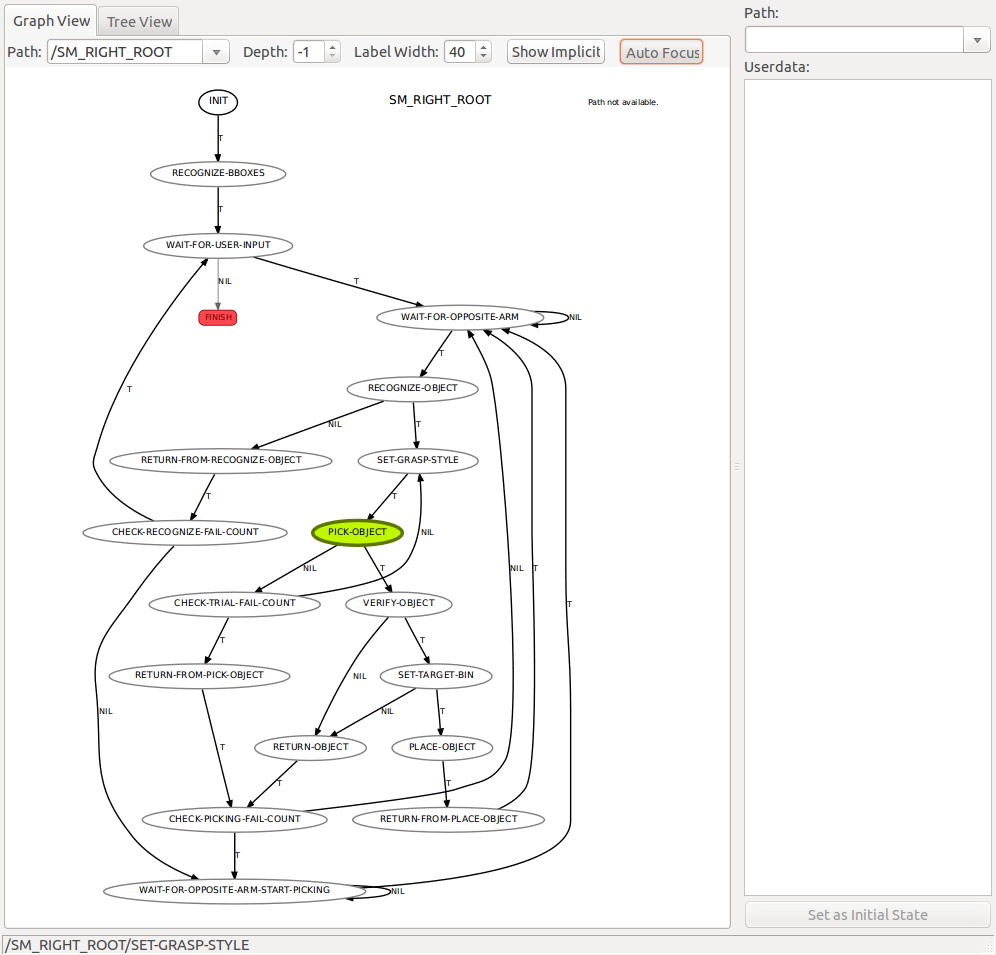 Graph View
Tree View
Path:
Path: /SM_RIGHT_ROOT Depth: -1 Label Width: 40 Show Implicit Auto Focus
Userdata:
INIT
SM_RIGHT_ROOT
Path not available.
T
RECOGNIZE-BBOXES
T
WAIT-FOR-USER-INPUT
NIL
T
FINISH
WAIT-FOR-OPPOSITE-ARM
NIL
T
T
RECOGNIZE-OBJECT
NIL
T
RETURN-FROM-RECOGNIZE-OBJECT
SET-GRASP-STYLE
T
T
CHECK-RECOGNIZE-FAIL-COUNT
PICK-OBJECT
NIL
NIL
T
NIL
T
CHECK-TRIAL-FAIL-COUNT
VERIFY-OBJECT
T
T
T
RETURN-FROM-PICK-OBJECT
NIL
SET-TARGET-BIN
NIL
NIL
T
T
RETURN-OBJECT
PLACE-OBJECT
T
T
CHECK-PICKING-FAIL-COUNT
RETURN-FROM-PLACE-OBJECT
T
WAIT-FOR-OPPOSITE-ARM-START-PICKING
NIL
Set as Initial State
/SM_RIGHT_ROOT/SET-GRASP-STYLE